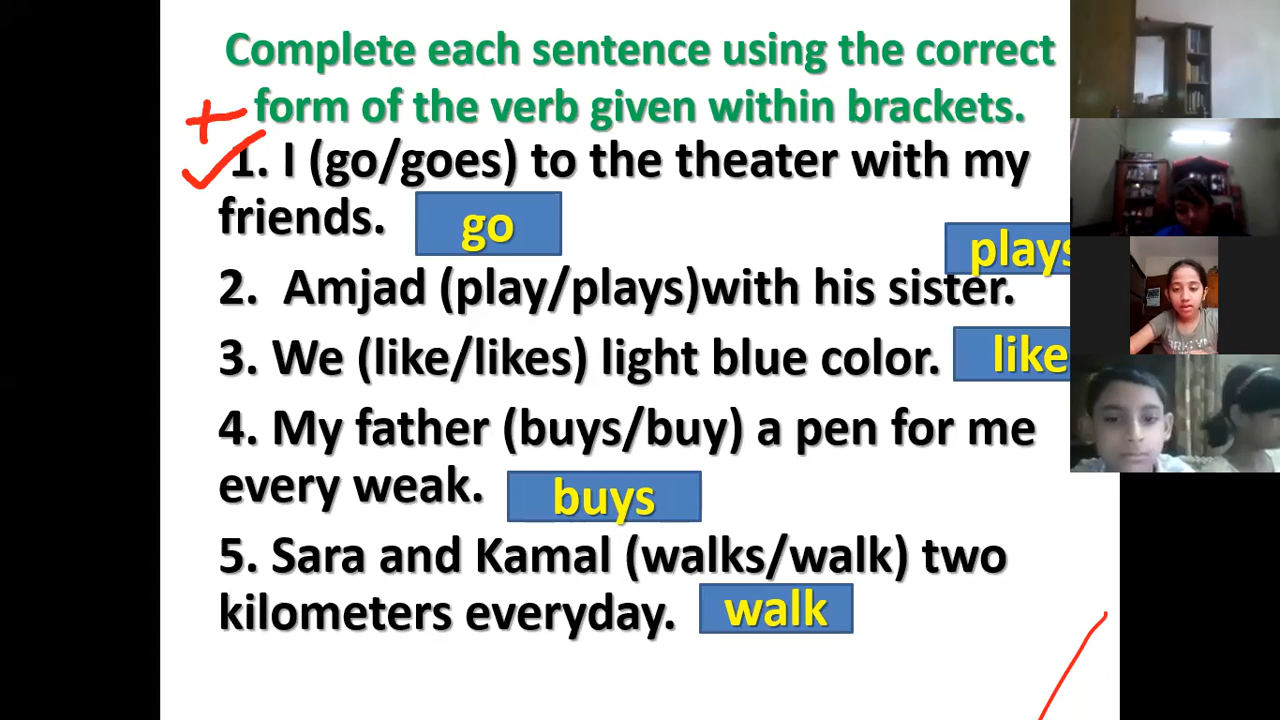 Complete each sentence using the correct
form of the verb given within brackets.
1. I (go/goes) to the theater with my
friends. go
plays
2. Amjad (play/plays)with his sister.
3. We (like/likes) light blue color. like
4. My father (buys/buy) a pen for me
every weak. buys
5. Sara and Kamal (walks/walk) two
kilometers everyday. walk